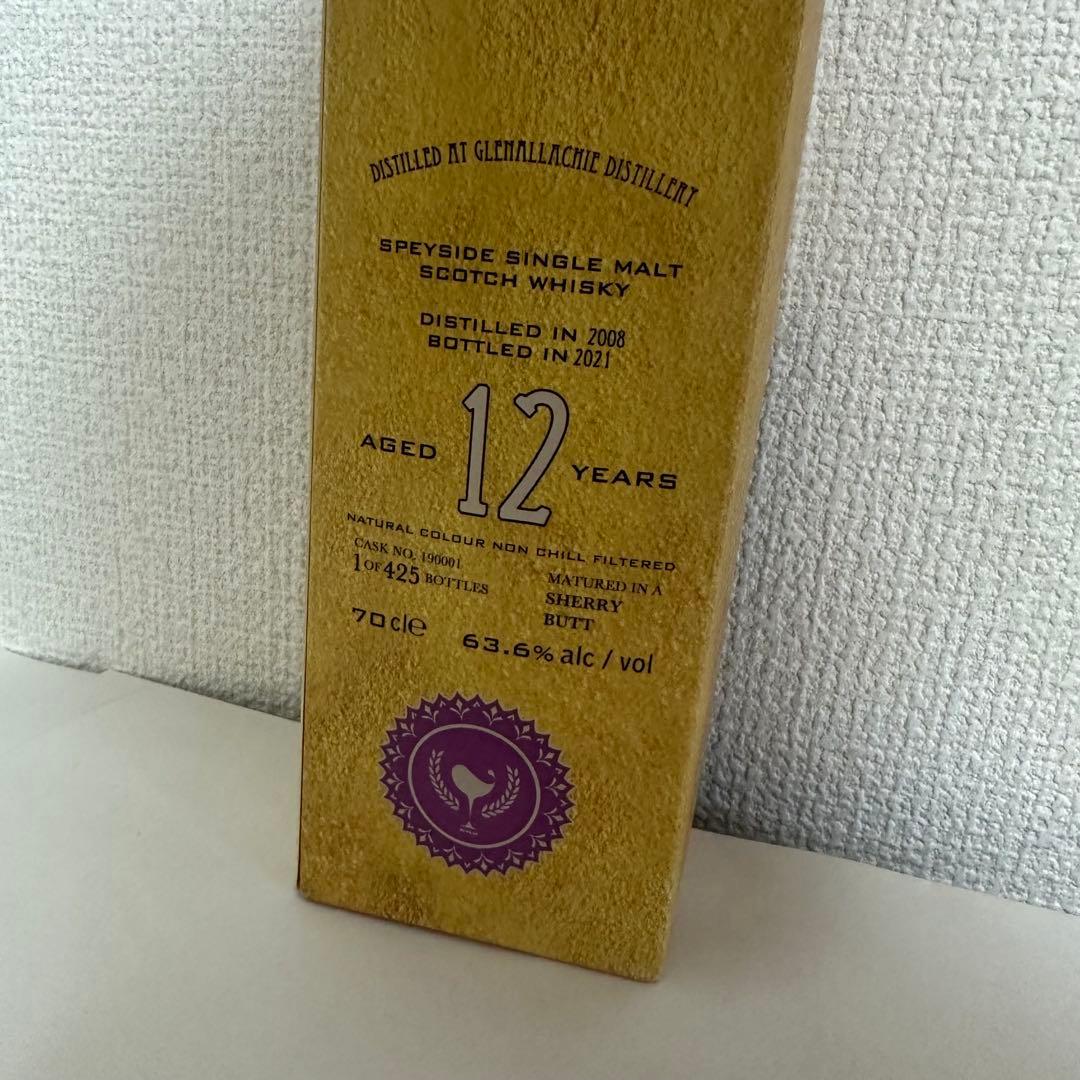 DISTILLED AT GLENALLACHIE DISTILLERY
SPEYSIDE SINGLE MALT
SCOTCH WHISKY
DISTILLED IN 2008
BOTTLED IN 2021
AGED 12 YEARS
NATURAL COLOUR NON CHILL FILTERED
CASK NO. 190001
1 OF 425 BOTTLES
MATURED IN A
SHERRY
BUTT
70cle
63.6% alc / vol